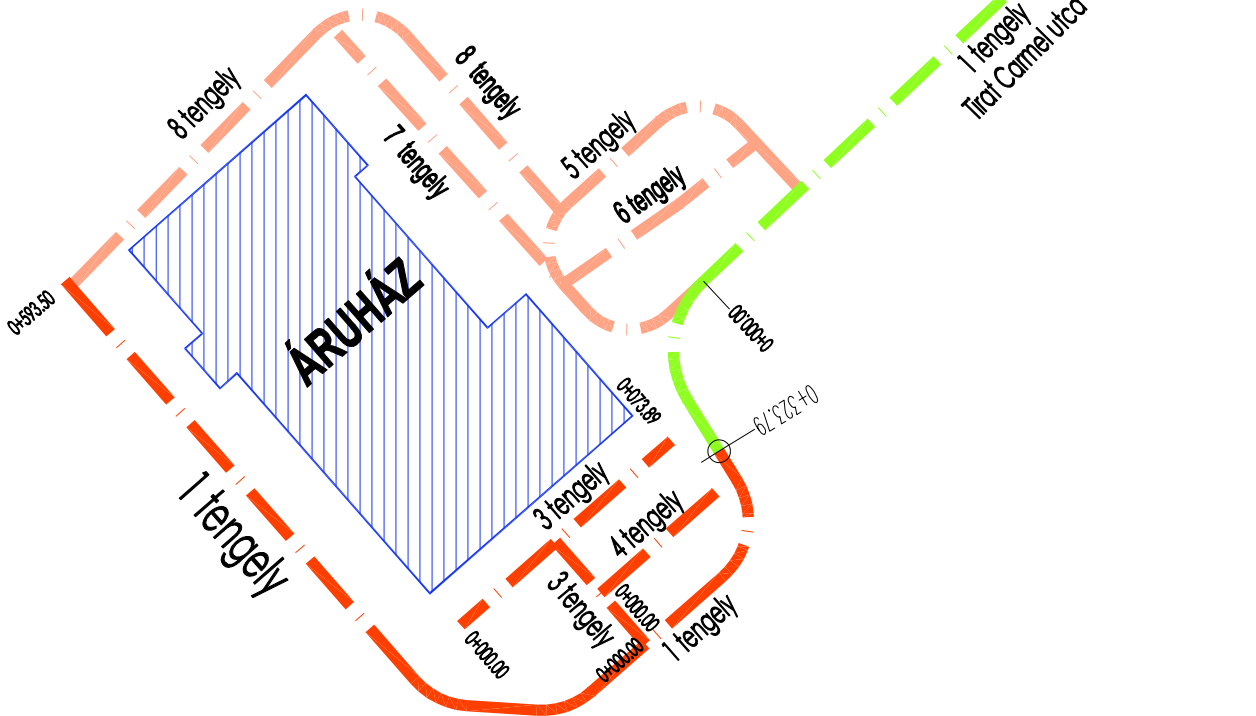 1 tengely
Tirat Carmel utca
8 tengely
8 tengely
7 tengely
5 tengely
6 tengely
0+593.50
ÁRUHÁZ
0+000.00
0+073.89
0+323.79
1 tengely
3 tengely
4 tengely
3 tengely
0+000.00
1 tengely
0+000.00
0+000.00